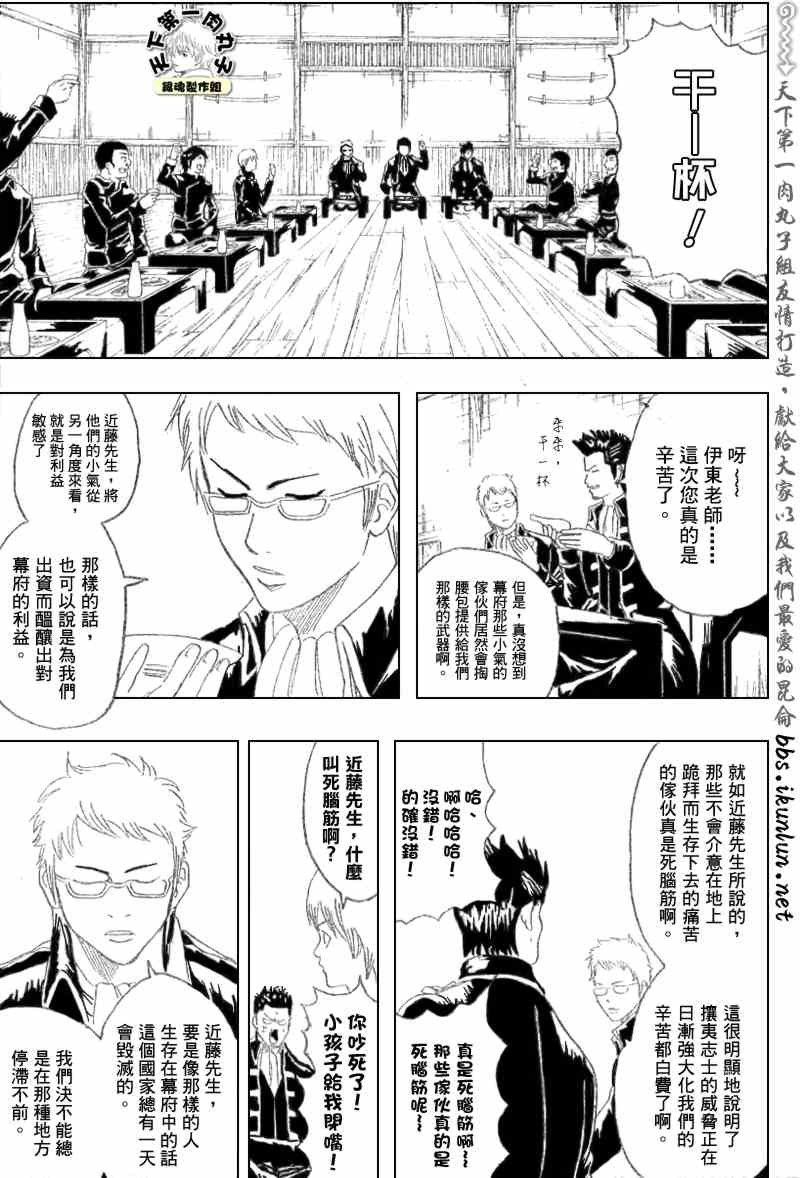 天下第一肉丸子
銀魂製作組
干—杯!
呀~~
伊東老師……
這次您真的是
辛苦了。
來來,
干一杯
但是,真沒想到
幕府那些小氣的
傢伙們居然會掏
腰包提供給我們
那樣的武器啊。
近藤先生,將
他們的小氣從
另一角度來看,
就是對利益
敏感了
那樣的話,
也可以說是為我們
出資而醞釀出對
幕府的利益。
就如近藤先生所說的,
那些不會介意在地上
跪拜而生存下去的痛苦
的傢伙真是死腦筋啊。
這很明顯地說明了
攘夷志士的威脅正在
日漸強大化我們的
辛苦都白費了啊。
哈、
啊哈哈哈!
沒錯!
的確沒錯!
真是死腦筋啊~
那些傢伙真的是
死腦筋呢~
近藤先生,什麼
叫死腦筋啊?
你吵死了!
小孩子給我閉嘴!
近藤先生,
要是像那樣的人
生存在幕府中的話
這個國家總有一天
會毀滅的。
我們決不能總
是在那種地方
停滯不前。
天下第一肉丸子組友情打造,獻給大家以及我們最愛的昆侖 bbs.ikunlun.net